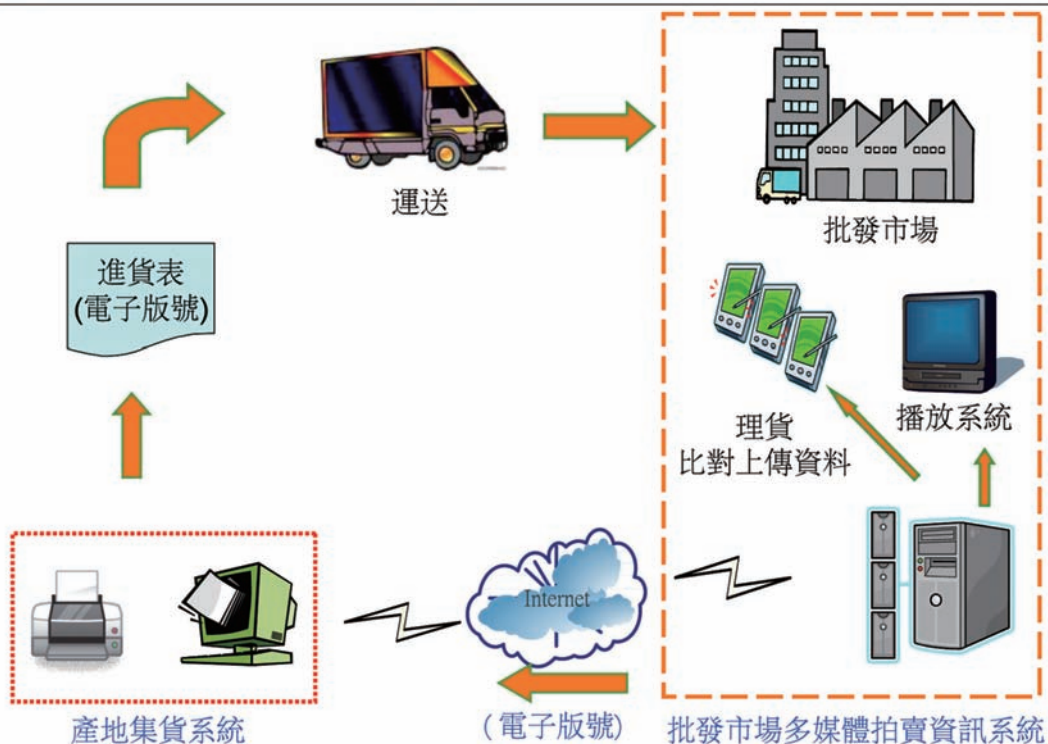 運送
批發市場
進貨表
(電子版號)
理貨
比對上傳資料
播放系統
Internet
產地集貨系統
(電子版號)
批發市場多媒體拍賣資訊系統